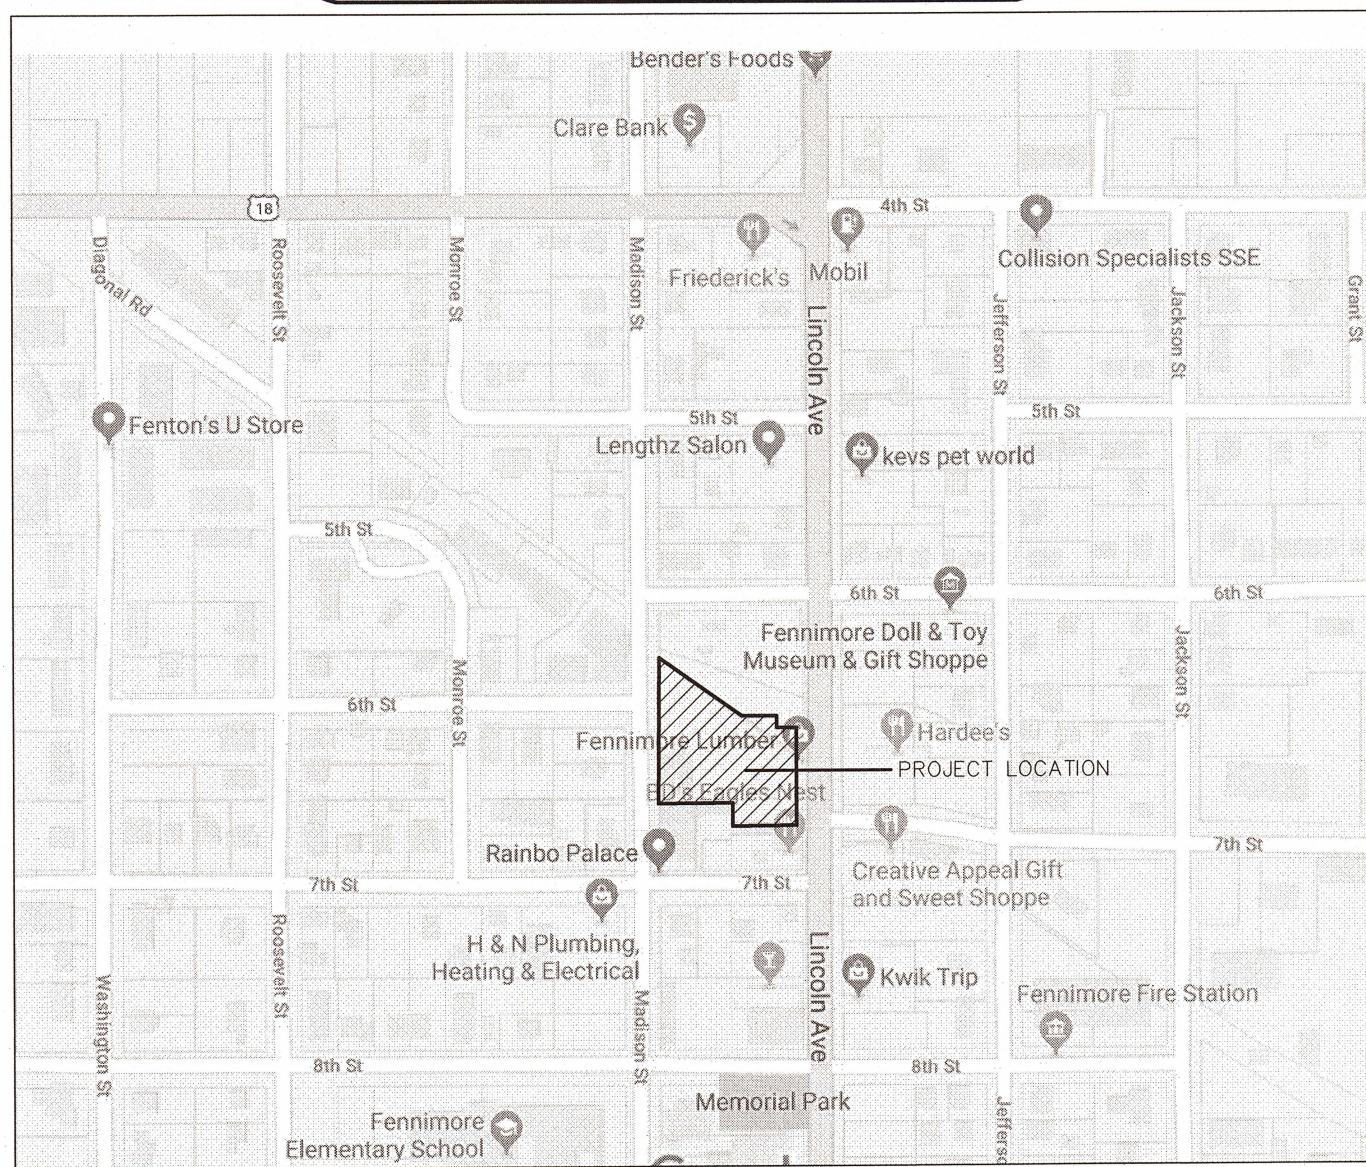 Bender's Foods
Clare Bank
18
4th St
Collision Specialists SSE
Friederick's
Mobil
Diagonal Rd
Roosevelt St
Monroe St
Madison St
Lincoln Ave
Jefferson St
Jackson St
Grant St
Fenton's U Store
5th St
5th St
Lengthz Salon
kevs pet world
5th St
6th St
6th St
Fennimore Doll & Toy
Museum & Gift Shoppe
Monroe St
Jackson St
6th St
Fennimore Lumber
Hardee's
PROJECT LOCATION
BD's Eagles Nest
Rainbo Palace
7th St
7th St
7th St
Creative Appeal Gift
and Sweet Shoppe
H & N Plumbing,
Heating & Electrical
Roosevelt St
Washington St
Madison St
Lincoln Ave
Kwik Trip
Fennimore Fire Station
8th St
8th St
Memorial Park
Fennimore
Elementary School